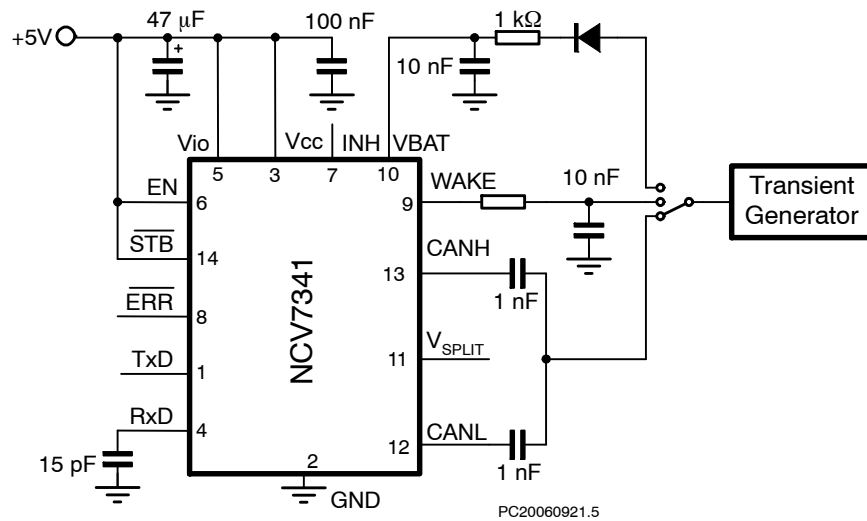 47 μF
100 nF
1 kΩ
+5V
+
10 nF
Vio
Vcc
INH
VBAT
5
3
7
10
EN
6
WAKE
9
10 nF
Transient
Generator
STB
14
CANH
13
1 nF
ERR
8
NCV7341
TxD
1
VSPLIT
11
RxD
4
CANL
12
1 nF
15 pF
2
GND
PC20060921.5